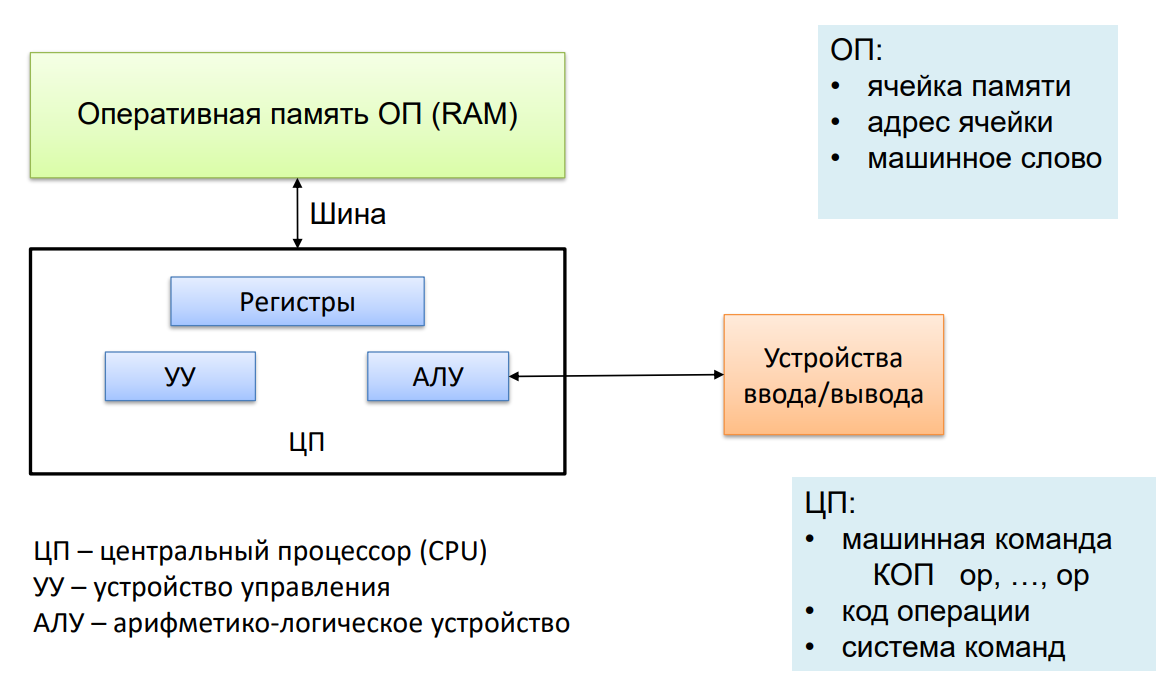 Оперативная память ОП (RAM)
ОП:
• ячейка памяти
• адрес ячейки
• машинное слово
Шина
Регистры
УУ
АЛУ
ЦП
Устройства
ввода/вывода
ЦП – центральный процессор (CPU)
УУ – устройство управления
АЛУ – арифметико-логическое устройство
ЦП:
• машинная команда
КОП ор, …, ор
• код операции
• система команд